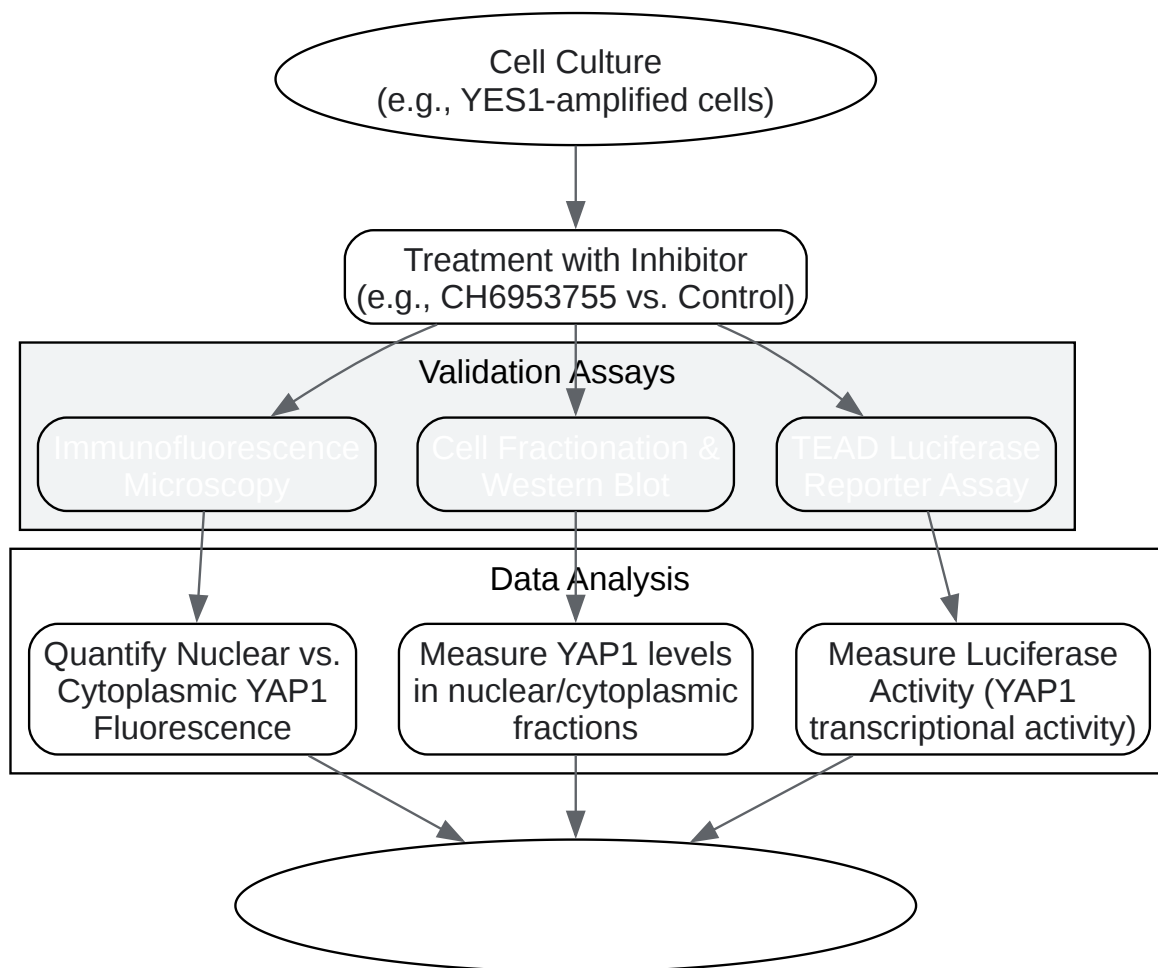 Cell Culture
(e.g., YES1-amplified cells)
Treatment with Inhibitor
(e.g., CH6953755 vs. Control)
Validation Assays
Immunofluorescence
Microscopy
Cell Fractionation &
Western Blot
TEAD Luciferase
Reporter Assay
Data Analysis
Quantify Nuclear vs.
Cytoplasmic YAP1
Fluorescence
Measure YAP1 levels
in nuclear/cytoplasmic
fractions
Measure Luciferase
Activity (YAP1
transcriptional activity)